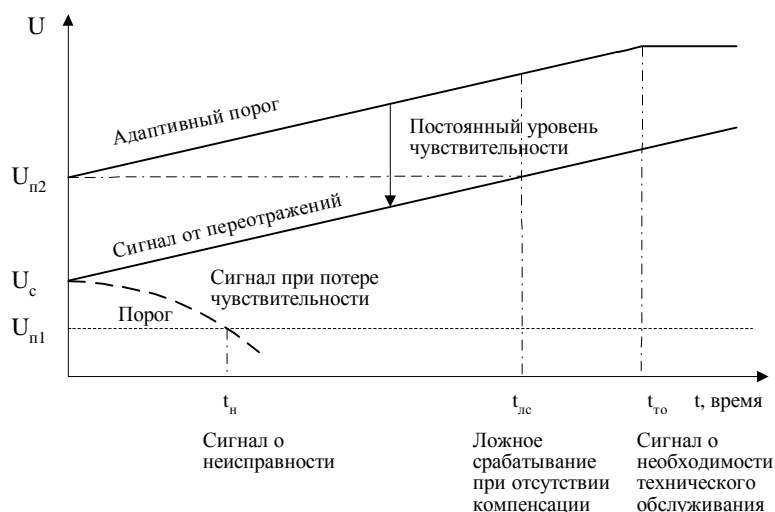 U
Адаптивный порог
Постоянный уровень
чувствительности
Uп2
Сигнал от переотражений
Uс
Сигнал при потере
чувствительности
Порог
Uп1
tн
tлс
tто
t, время
Сигнал о
неисправности
Ложное
срабатывание
при отсутствии
компенсации
Сигнал о
необходимости
технического
обслуживания